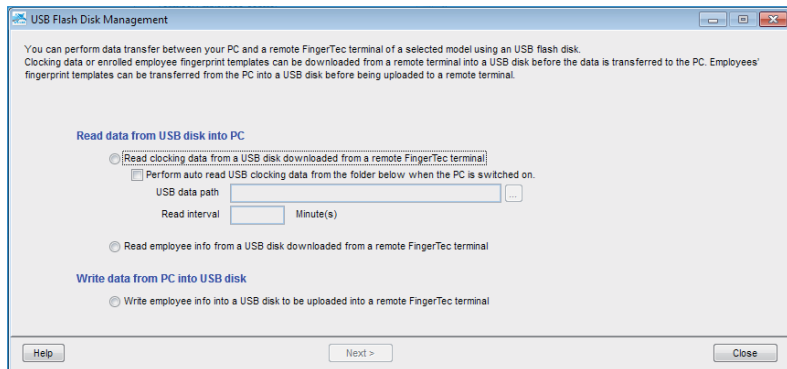 USB Flash Disk Management
You can perform data transfer between your PC and a remote FingerTec terminal of a selected model using an USB flash disk.
Clocking data or enrolled employee fingerprint templates can be downloaded from a remote terminal into a USB disk before the data is transferred to the PC. Employees'
fingerprint templates can be transferred from the PC into a USB disk before being uploaded to a remote terminal.
Read data from USB disk into PC
Read clocking data from a USB disk downloaded from a remote FingerTec terminal
Perform auto read USB clocking data from the folder below when the PC is switched on.
USB data path ...
Read interval Minute(s)
Read employee info from a USB disk downloaded from a remote FingerTec terminal
Write data from PC into USB disk
Write employee info into a USB disk to be uploaded into a remote FingerTec terminal
Help Next > Close